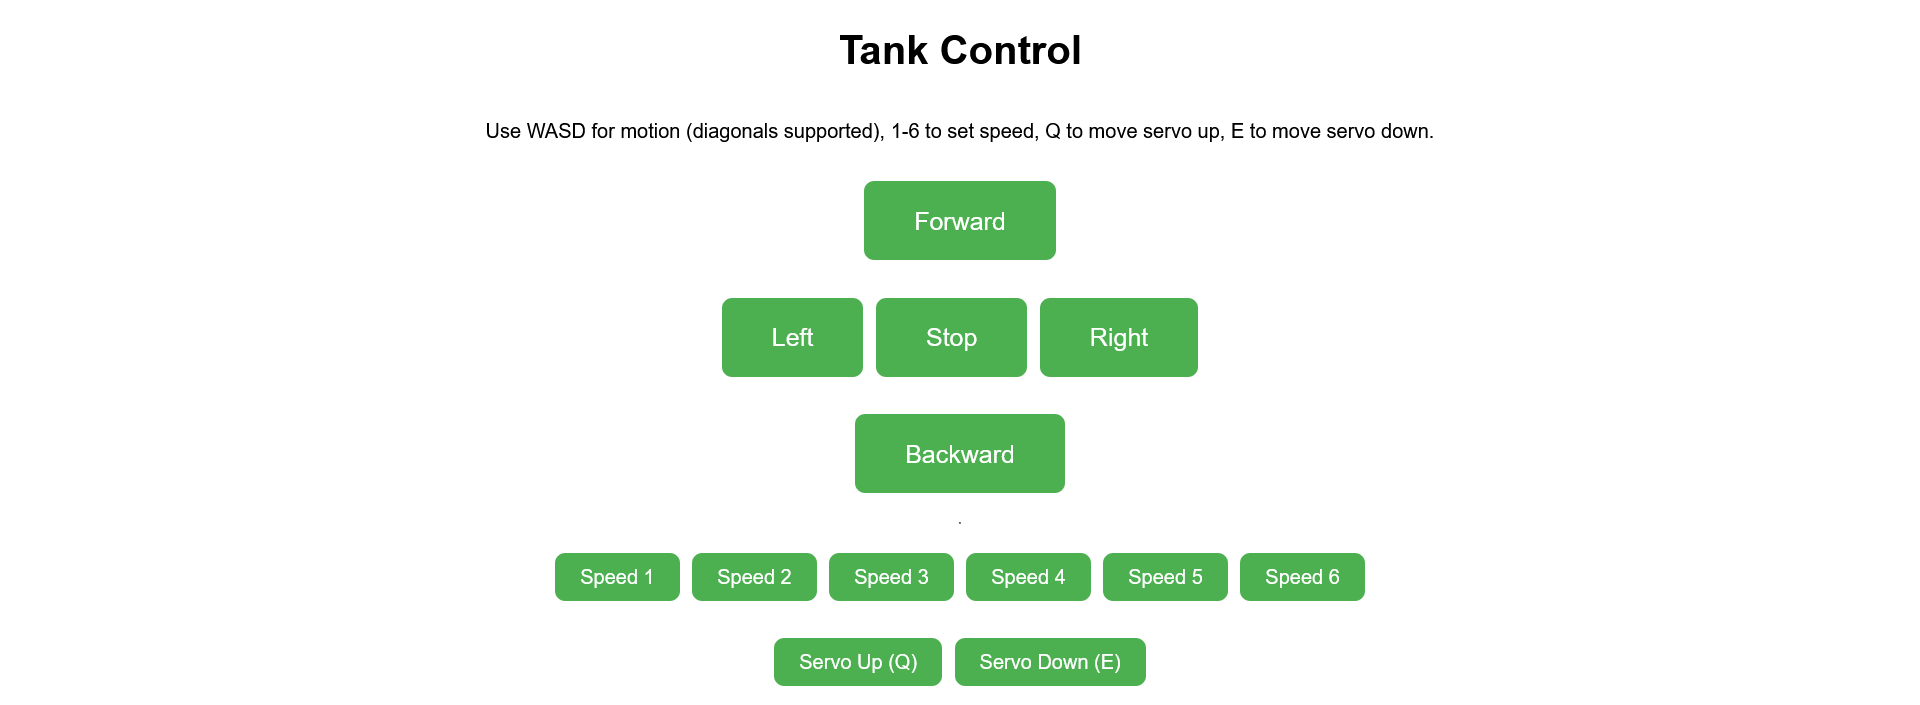 Tank Control
Use WASD for motion (diagonals supported), 1-6 to set speed, Q to move servo up, E to move servo down.
Forward
Left Stop Right
Backward
.
Speed 1 Speed 2 Speed 3 Speed 4 Speed 5 Speed 6
Servo Up (Q) Servo Down (E)